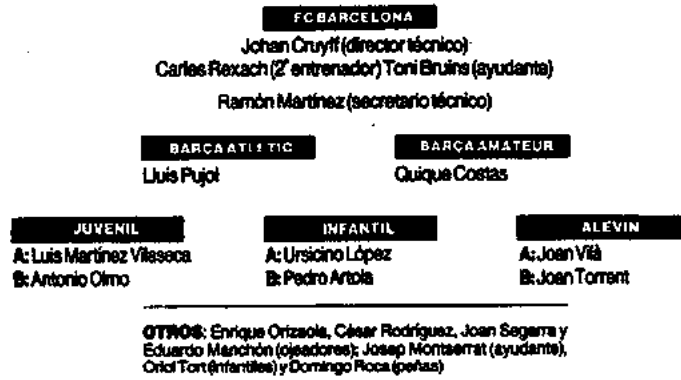 FC BARCELONA
Johan Cruyff (director técnico)
Carles Rexach (2º entrenador) Toni Bruins (ayudante)
Ramón Martínez (secretario técnico)
BARÇA ATLETIC
BARÇA AMATEUR
Lluis Pujol
Quique Costas
JUVENIL
INFANTIL
ALEVIN
A: Luis Martínez Vilaseca
A: Ursicino López
A: Joan Vilà
B: Antonio Olmo
B: Pedro Artola
B: Joan Torrent
OTROS: Enrique Orizaola, César Rodríguez, Joan Segarra y
Eduardo Manchón (ojeadores); Josep Montserrat (ayudante),
Oriol Tort (infantiles) y Domingo Roca (peñas)